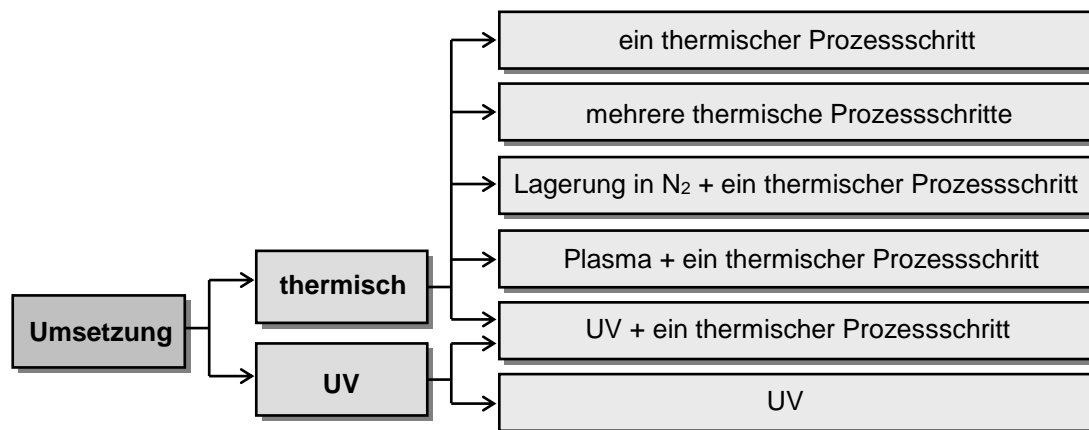 ein thermischer Prozessschritt
mehrere thermische Prozessschritte
Lagerung in N2 + ein thermischer Prozessschritt
Plasma + ein thermischer Prozessschritt
thermisch
Umsetzung
UV + ein thermischer Prozessschritt
UV
UV